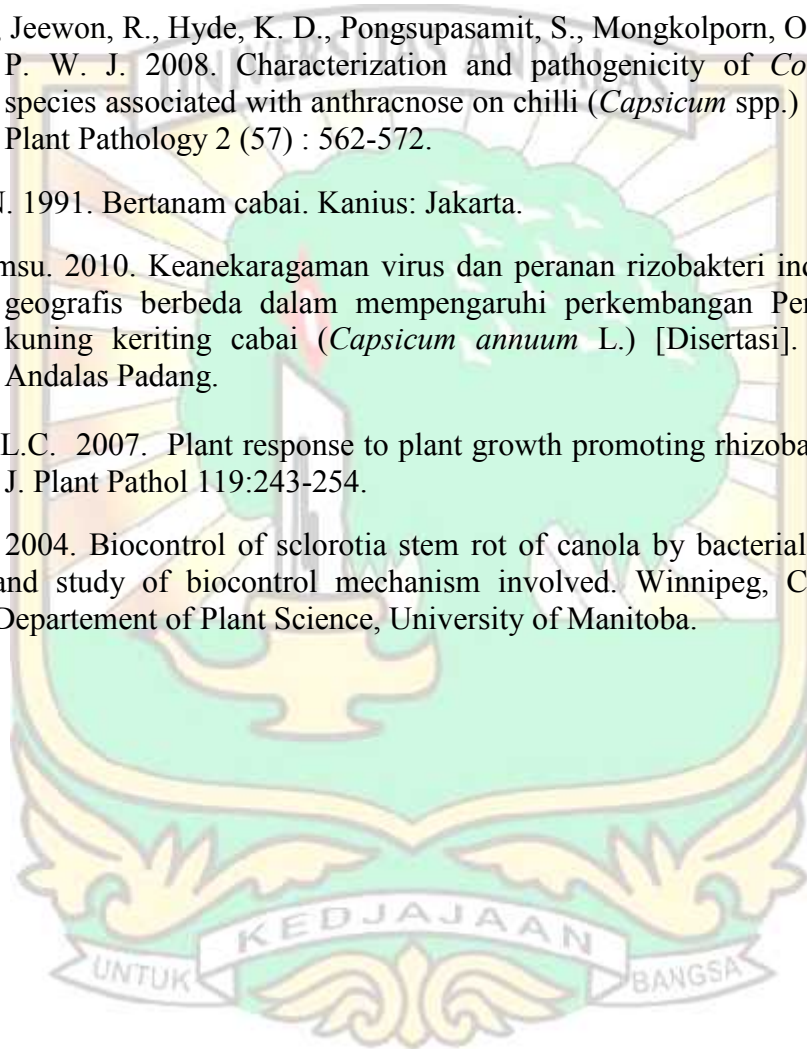 , Jeewon, R., Hyde, K. D., Pongsupasamit, S., Mongkolporn, O
P. W. J. 2008. Characterization and pathogenicity of Co
species associated with anthracnose on chilli (Capsicum spp.)
Plant Pathology 2 (57) : 562-572.
N. 1991. Bertanam cabai. Kanius: Jakarta.
msu. 2010. Keanekaragaman virus dan peranan rizobakteri ind
geografis berbeda dalam mempengaruhi perkembangan Pen
kuning keriting cabai (Capsicum annuum L.) [Disertasi].
Andalas Padang.
L.C. 2007. Plant response to plant growth promoting rhizoba
J. Plant Pathol 119:243-254.
2004. Biocontrol of sclorotia stem rot of canola by bacterial
and study of biocontrol mechanism involved. Winnipeg, C
Departement of Plant Science, University of Manitoba.
UNIVERSITAS ANDALAS
UNTUK KEDJAJAAN BANGSA